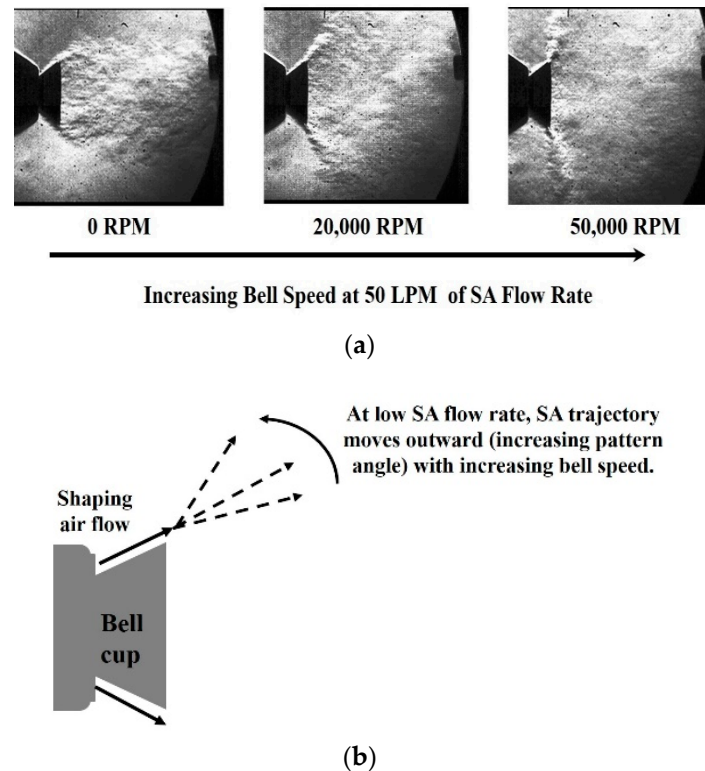 0 RPM
20,000 RPM
50,000 RPM
Increasing Bell Speed at 50 LPM of SA Flow Rate
(a)
At low SA flow rate, SA trajectory
moves outward (increasing pattern
angle) with increasing bell speed.
Shaping
air flow
Bell
cup
(b)